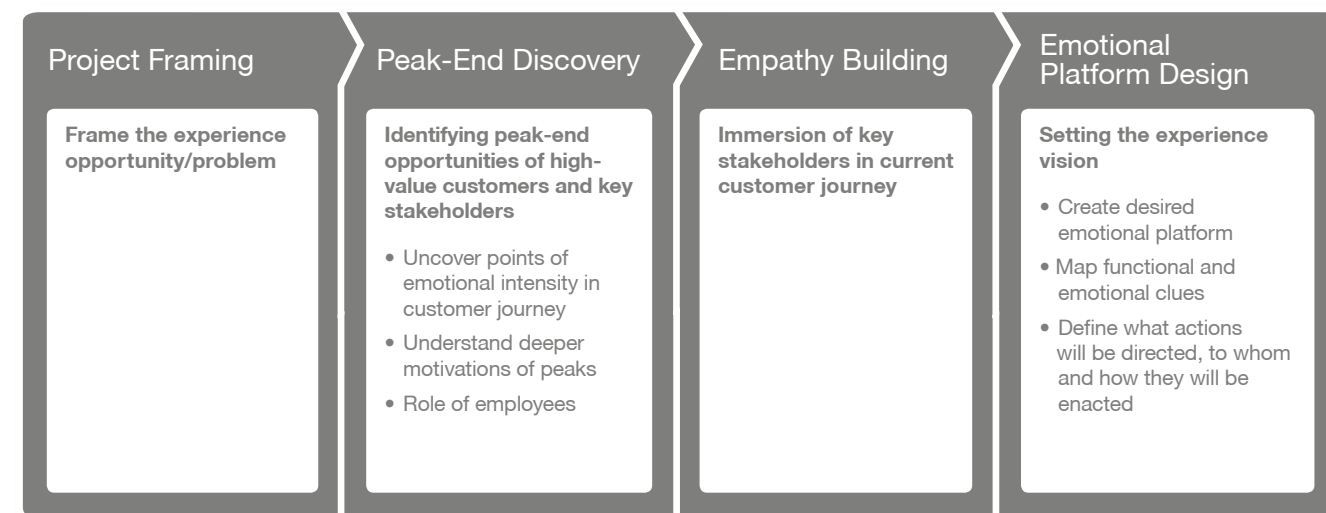 Project Framing
Frame the experience
opportunity/problem
Peak-End Discovery
Identifying peak-end
opportunities of high-
value customers and key
stakeholders
• Uncover points of
emotional intensity in
customer journey
• Understand deeper
motivations of peaks
• Role of employees
Empathy Building
Immersion of key
stakeholders in current
customer journey
Emotional
Platform Design
Setting the experience
vision
• Create desired
emotional platform
• Map functional and
emotional clues
• Define what actions
will be directed, to whom
and how they will be
enacted